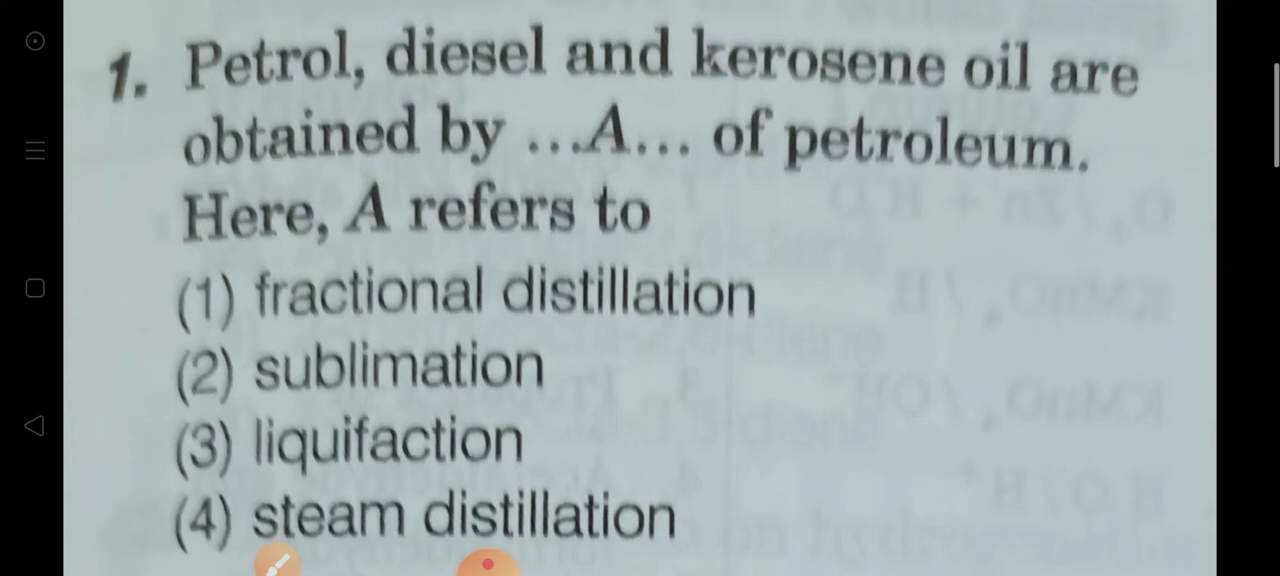 1. Petrol, diesel and kerosene oil are
obtained by ...A... of petroleum.
Here, A refers to
(1) fractional distillation
(2) sublimation
(3) liquifaction
(4) steam distillation